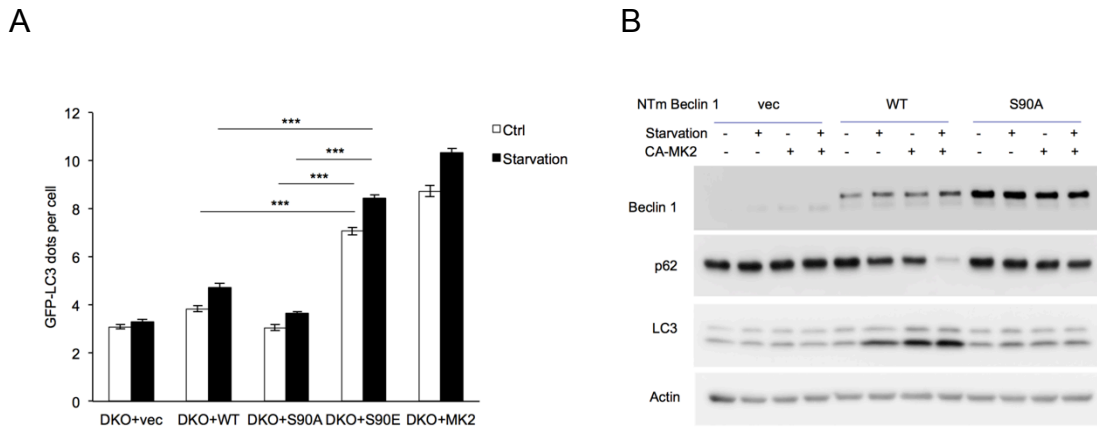 A
12
10
8
6
4
2
0
GFP-LC3 dots per cell
***
***
***
***
Ctrl
Starvation
DKO+vec DKO+WT DKO+S90A DKO+S90E DKO+MK2
B
NTm Beclin 1 vec WT S90A
Starvation - + - + - + - + - + - +
CA-MK2 - - + + - - + + - - + +
Beclin 1
p62
LC3
Actin